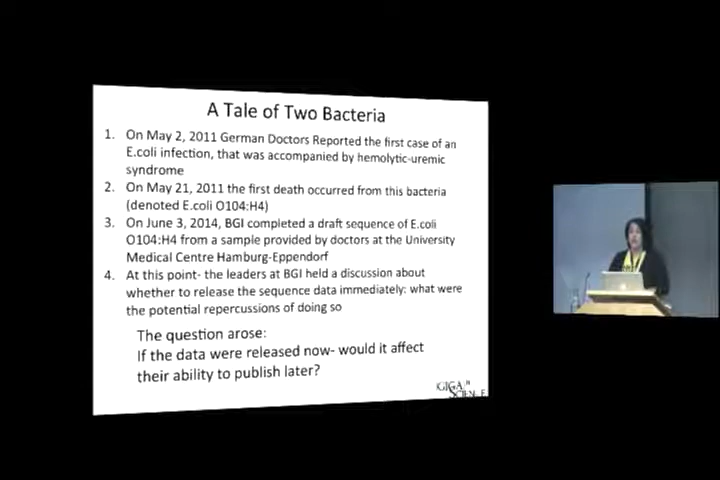 A Tale of Two Bacteria
1. On May 2, 2011 German Doctors Reported the first case of an
E.coli infection, that was accompanied by hemolytic-uremic
syndrome
2. On May 21, 2011 the first death occurred from this bacteria
(denoted E.coli O104:H4)
3. On June 3, 2014, BGI completed a draft sequence of E.coli
O104:H4 from a sample provided by doctors at the University
Medical Centre Hamburg-Eppendorf
4. At this point- the leaders at BGI held a discussion about
whether to release the sequence data immediately: what were
the potential repercussions of doing so
The question arose:
If the data were released now- would it affect
their ability to publish later?
GIGA
SCIENCE